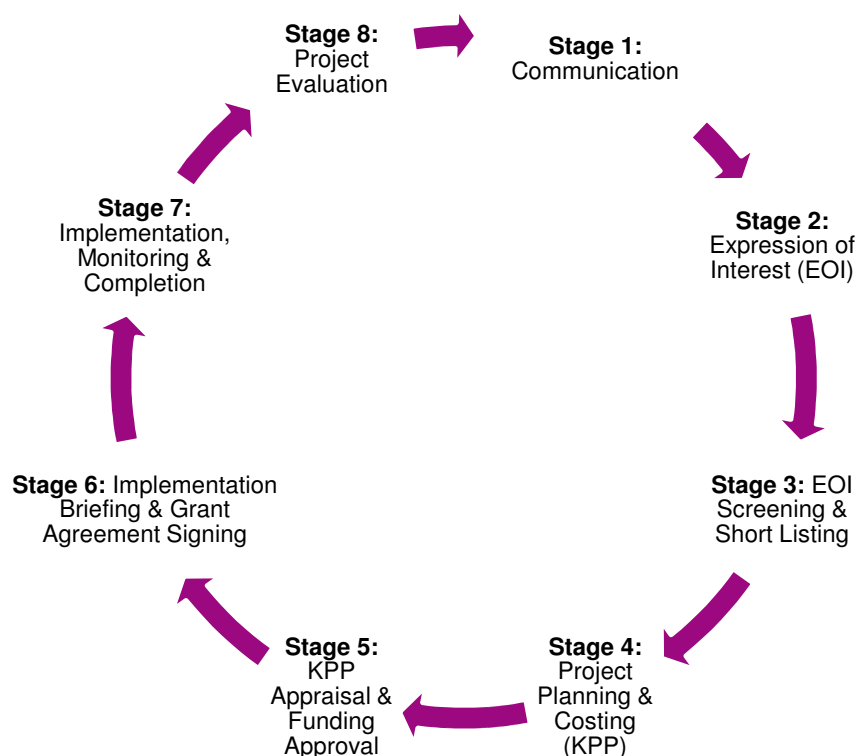 Stage 1:
Communication
Stage 2:
Expression of
Interest (EOI)
Stage 3: EOI
Screening &
Short Listing
Stage 4:
Project
Planning &
Costing
(KPP)
Stage 5:
KPP
Appraisal &
Funding
Approval
Stage 6: Implementation
Briefing & Grant
Agreement Signing
Stage 7:
Implementation,
Monitoring &
Completion
Stage 8:
Project
Evaluation